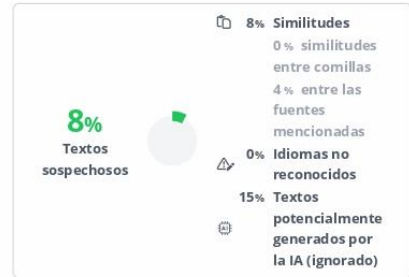 8%
Textos
sospechosos
8% Similitudes
0 % similitudes
entre comillas
4 % entre las
fuentes
mencionadas
0% Idiomas no
reconocidos
15% Textos
potencialmente
generados por
la IA (ignorado)